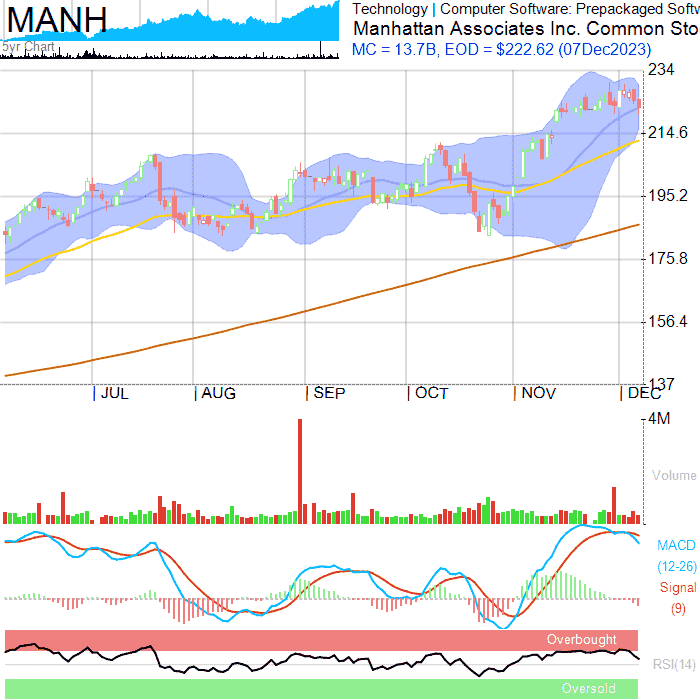 MANH
5yr Chart
Technology | Computer Software: Prepackaged Softw
Manhattan Associates Inc. Common Sto
MC = 13.7B, EOD = $222.62 (07Dec2023)
234
214.6
195.2
175.8
156.4
137
JUL AUG SEP OCT NOV DEC
4M
Volume
MACD
(12-26)
Signal
(9)
Overbought
RSI(14)
Oversold